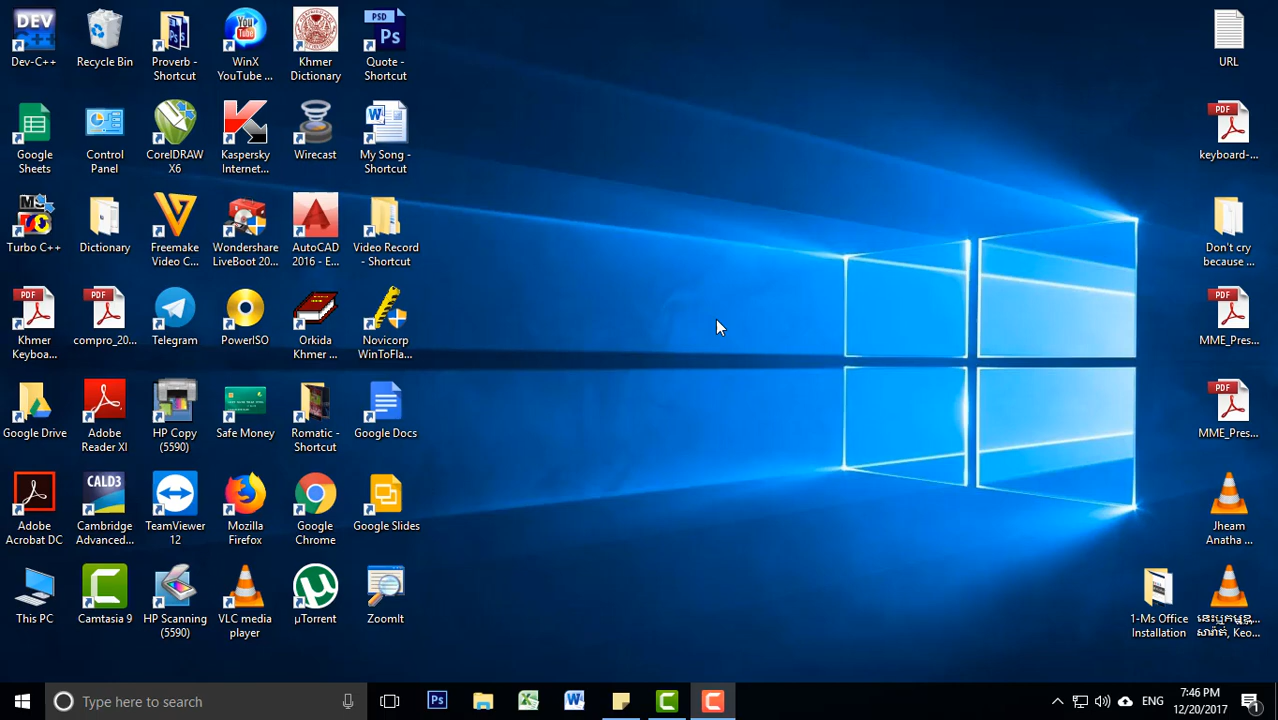 DEV
Dev-C++
Recycle Bin
Proverb -
Shortcut
You
Tube
WinX
YouTube ...
Khmer
Dictionary
PSD
Ps
Quote -
Shortcut
URL
Google
Sheets
Control
Panel
CorelDRAW
X6
Kaspersky
Internet...
Wirecast
My Song -
Shortcut
PDF
keyboard-...
Turbo C++
Dictionary
Freemake
Video C...
Wondershare
LiveBoot 20...
AutoCAD
2016 - E...
Video Record
- Shortcut
Don't cry
because ...
PDF
Khmer
Keyboa...
PDF
compro_20...
Telegram
PowerISO
Orkida
Khmer ...
Novicorp
WinToFla...
PDF
MME_Pres...
Google Drive
Adobe
Reader XI
HP Copy
(5590)
Safe Money
Romatic -
Shortcut
Google Docs
PDF
MME_Pres...
Adobe
Acrobat DC
CALD3
Cambridge
Advanced...
TeamViewer
12
Mozilla
Firefox
Google
Chrome
Google Slides
Jheam
Anatha ...
This PC
Camtasia 9
HP Scanning
(5590)
VLC media
player
µTorrent
ZoomIt
1-Ms Office
Installation
Keo...
Type here to search
Ps
ENG
7:46 PM
12/20/2017
1